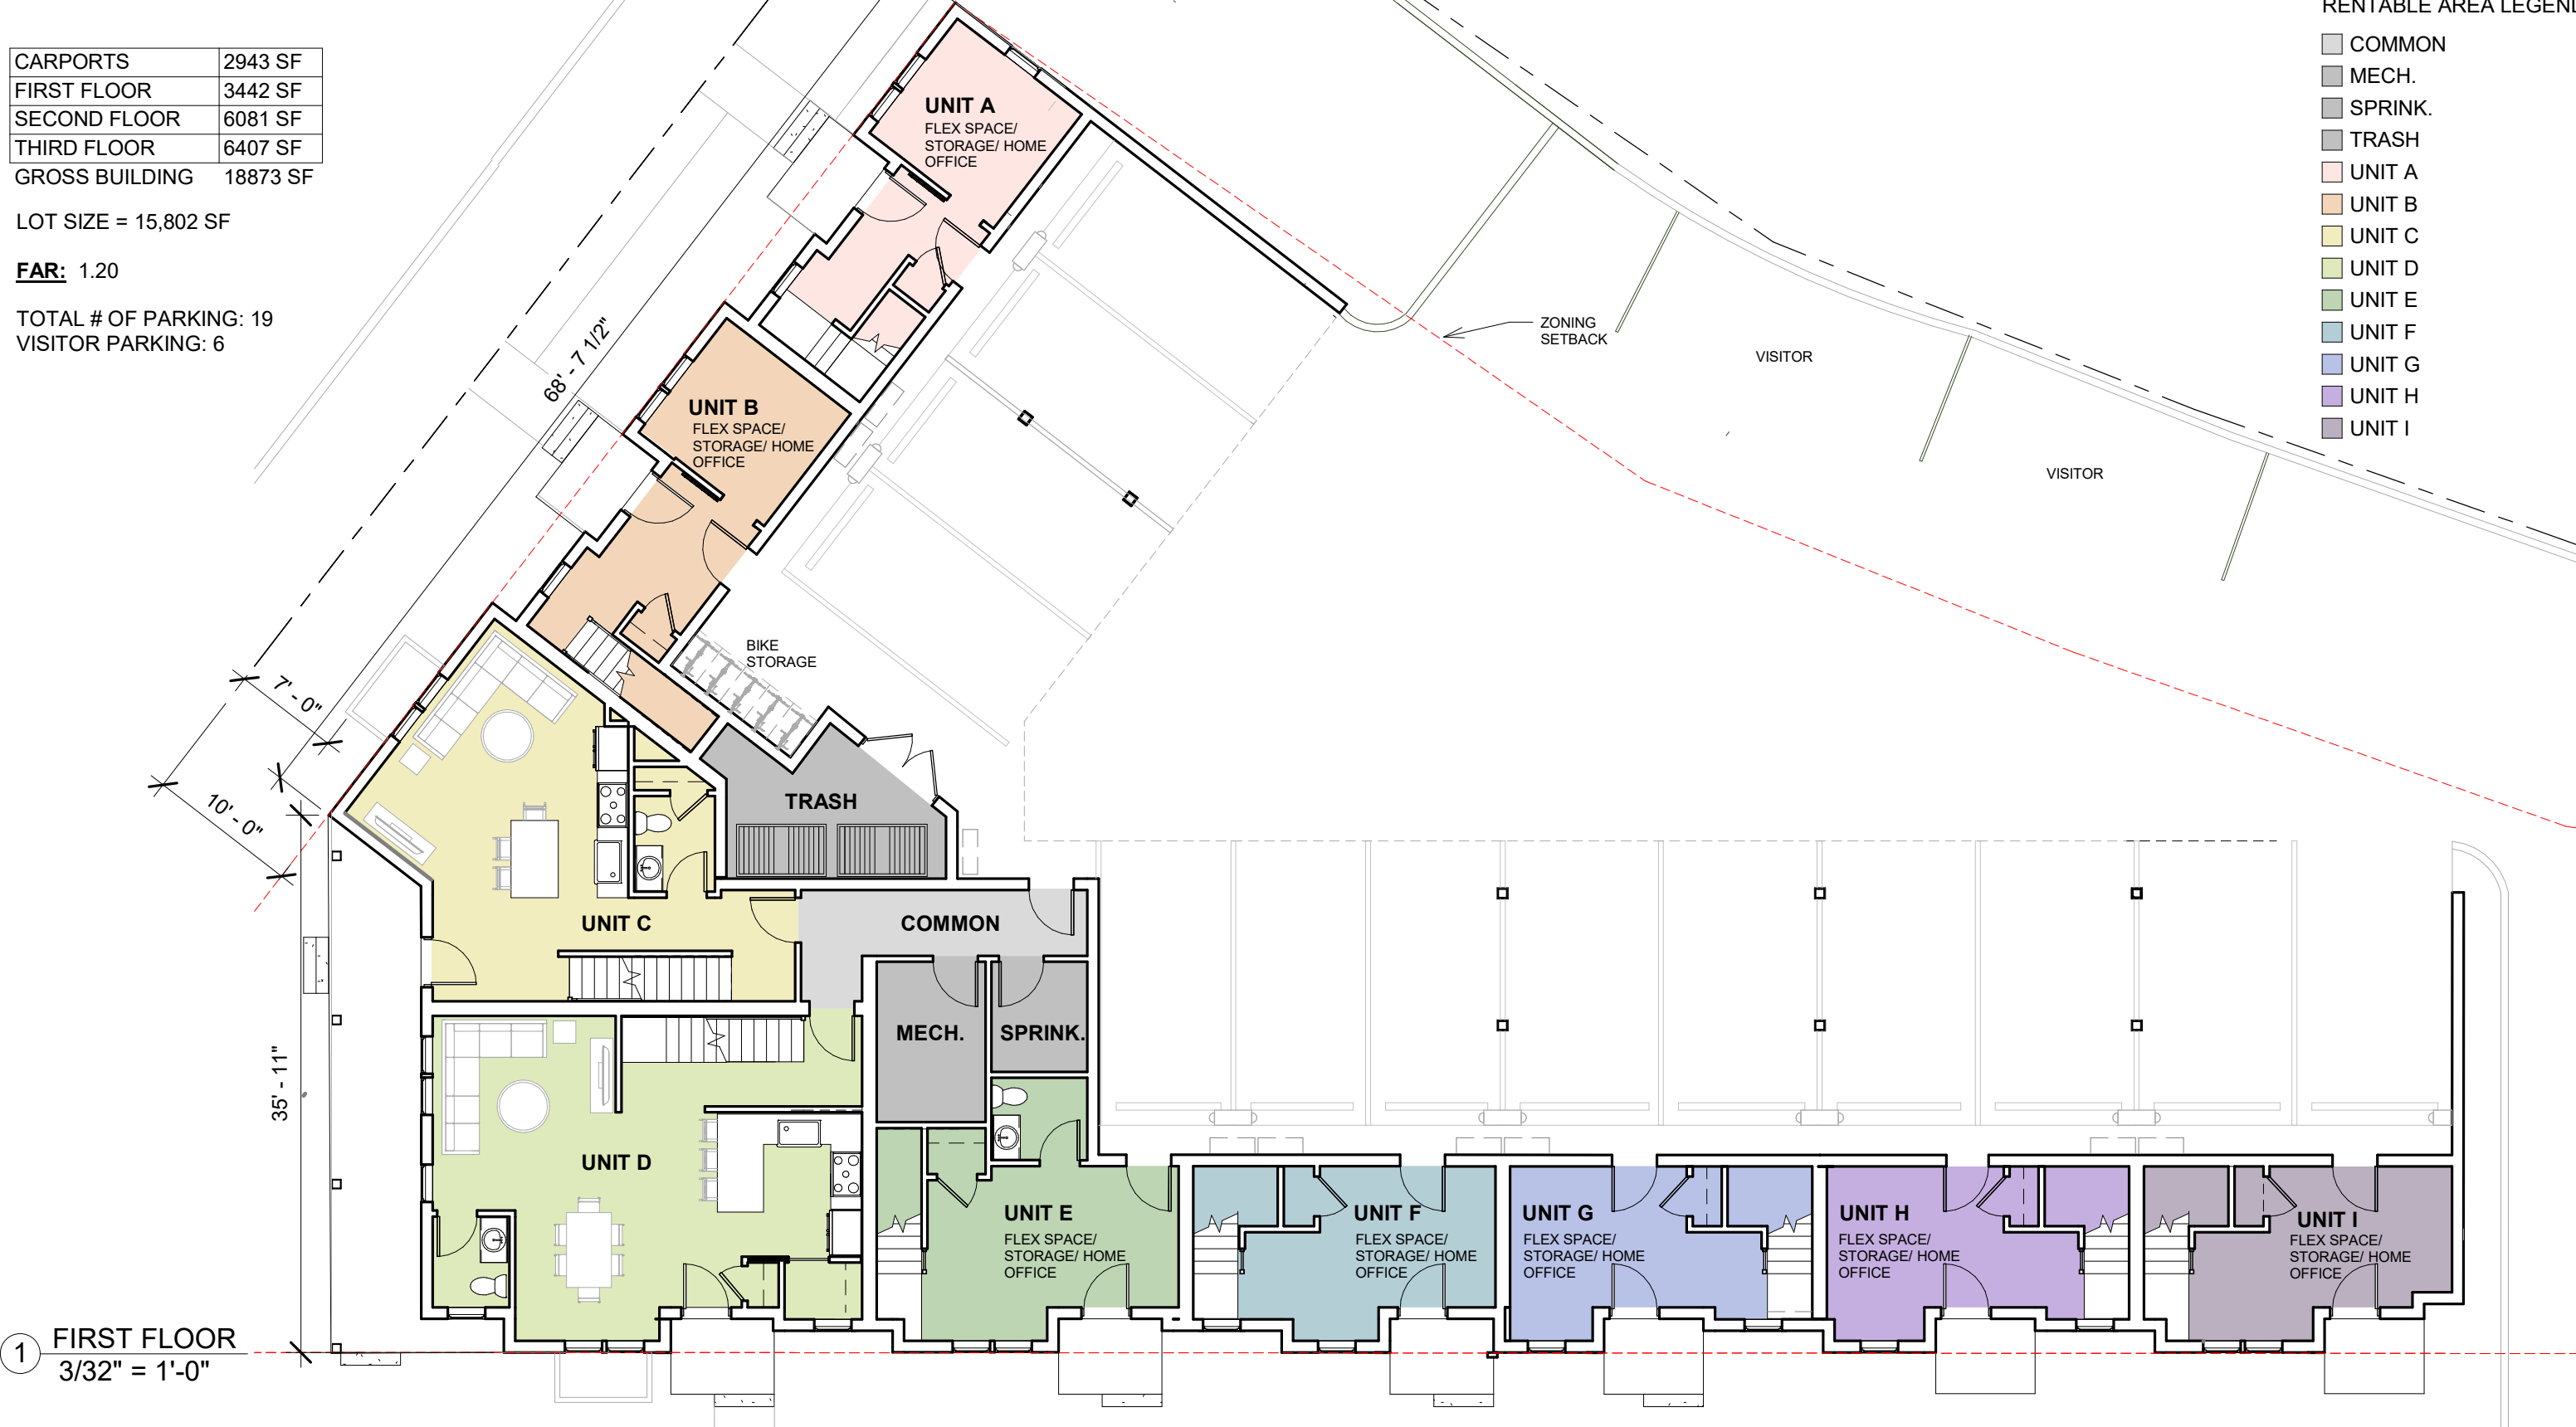 CARPORTS 2943 SF
FIRST FLOOR 3442 SF
SECOND FLOOR 6081 SF
THIRD FLOOR 6407 SF
GROSS BUILDING 18873 SF
LOT SIZE = 15,802 SF
FAR: 1.20
TOTAL # OF PARKING: 19
VISITOR PARKING: 6
RENTABLE AREA LEGEND
COMMON
MECH.
SPRINK.
TRASH
UNIT A
UNIT B
UNIT C
UNIT D
UNIT E
UNIT F
UNIT G
UNIT H
UNIT I
UNIT A
FLEX SPACE/
STORAGE/ HOME
OFFICE
68' - 7 1/2"
ZONING
SETBACK
VISITOR
VISITOR
UNIT B
FLEX SPACE/
STORAGE/ HOME
OFFICE
BIKE
STORAGE
7' - 0"
10' - 0"
TRASH
UNIT C
COMMON
MECH.
SPRINK.
35' - 11"
UNIT D
UNIT E
FLEX SPACE/
STORAGE/ HOME
OFFICE
UNIT F
FLEX SPACE/
STORAGE/ HOME
OFFICE
UNIT G
FLEX SPACE/
STORAGE/ HOME
OFFICE
UNIT H
FLEX SPACE/
STORAGE/ HOME
OFFICE
UNIT I
FLEX SPACE/
STORAGE/ HOME
OFFICE
1 FIRST FLOOR
3/32" = 1'-0"